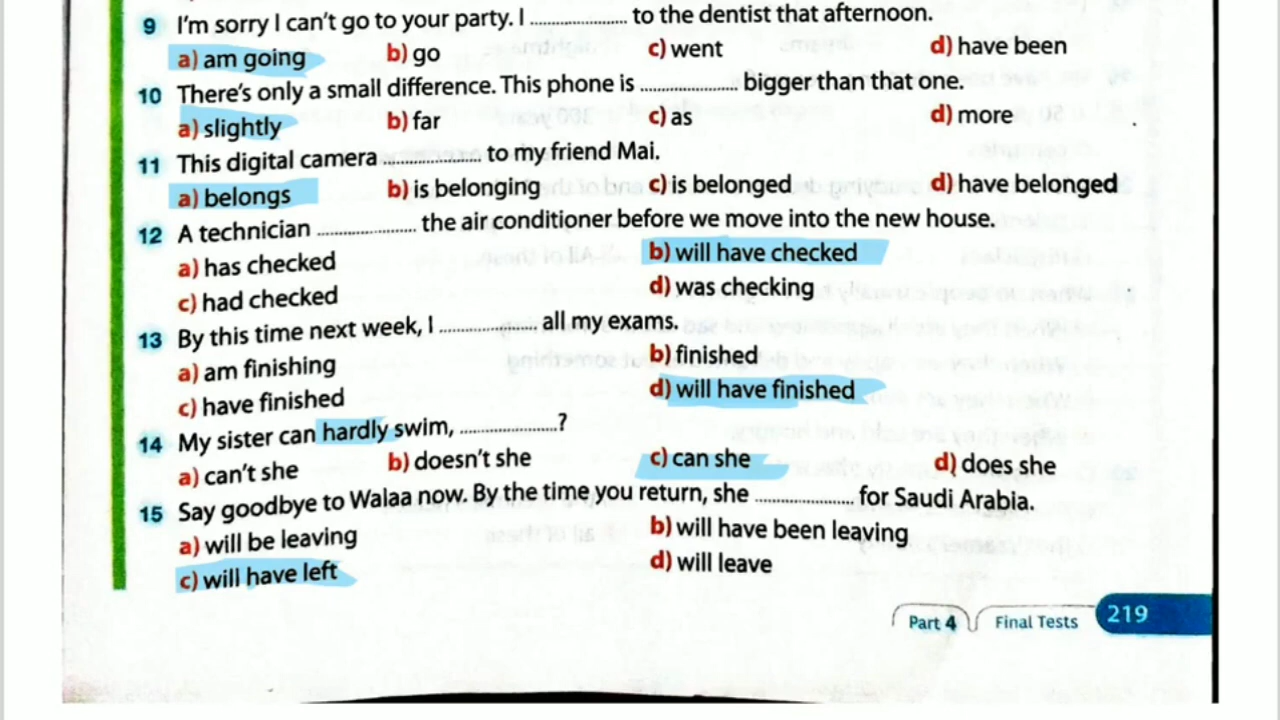 9 I'm sorry I can't go to your party. I .................... to the dentist that afternoon.
a) am going b) go c) went d) have been
10 There's only a small difference. This phone is .................... bigger than that one.
a) slightly b) far c) as d) more
11 This digital camera .................... to my friend Mai.
a) belongs b) is belonging c) is belonged d) have belonged
12 A technician .................... the air conditioner before we move into the new house.
a) has checked b) will have checked
c) had checked d) was checking
13 By this time next week, I .................... all my exams.
a) am finishing b) finished
c) have finished d) will have finished
14 My sister can hardly swim, ....................?
a) can't she b) doesn't she c) can she d) does she
15 Say goodbye to Walaa now. By the time you return, she .................... for Saudi Arabia.
a) will be leaving b) will have been leaving
c) will have left d) will leave
Part 4 Final Tests 219